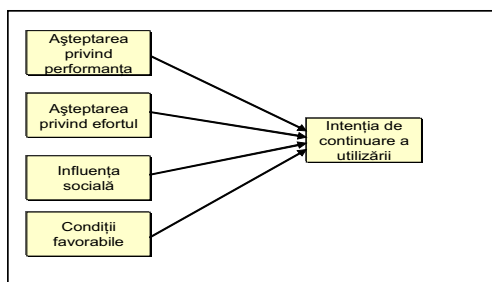 Aşteptarea
privind
performanța
Aşteptarea
privind efortul
Influența
socială
Condiții
favorabile
Intenția de
continuare a
utilizării